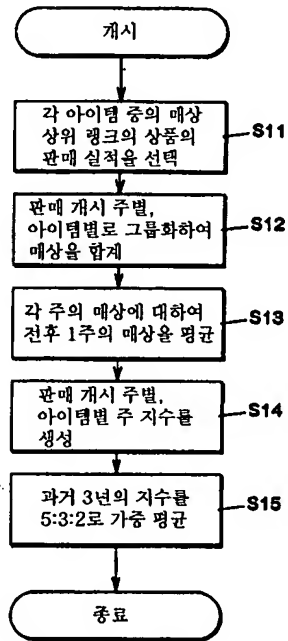 개시
각 아이템 중의 매상
상위 랭크의 상품의
판매 실적을 선택
S11
판매 개시 주별,
아이템별로 그룹화하여
매상을 합계
S12
각 주의 매상에 대하여
전후 1주의 매상을 평균
S13
판매 개시 주별,
아이템별 주 지수를
생성
S14
과거 3년의 지수를
5:3:2로 가중 평균
S15
종료